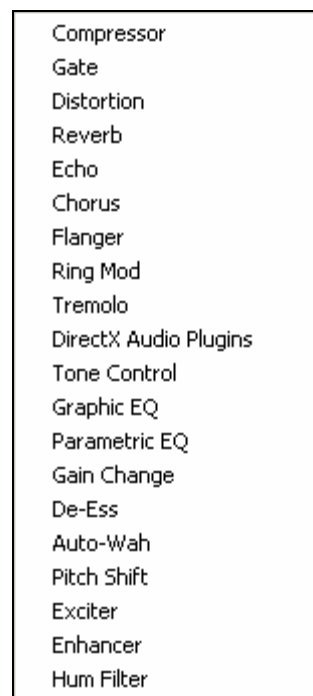 Compressor
Gate
Distortion
Reverb
Echo
Chorus
Flanger
Ring Mod
Tremolo
DirectX Audio Plugins
Tone Control
Graphic EQ
Parametric EQ
Gain Change
De-Ess
Auto-Wah
Pitch Shift
Exciter
Enhancer
Hum Filter